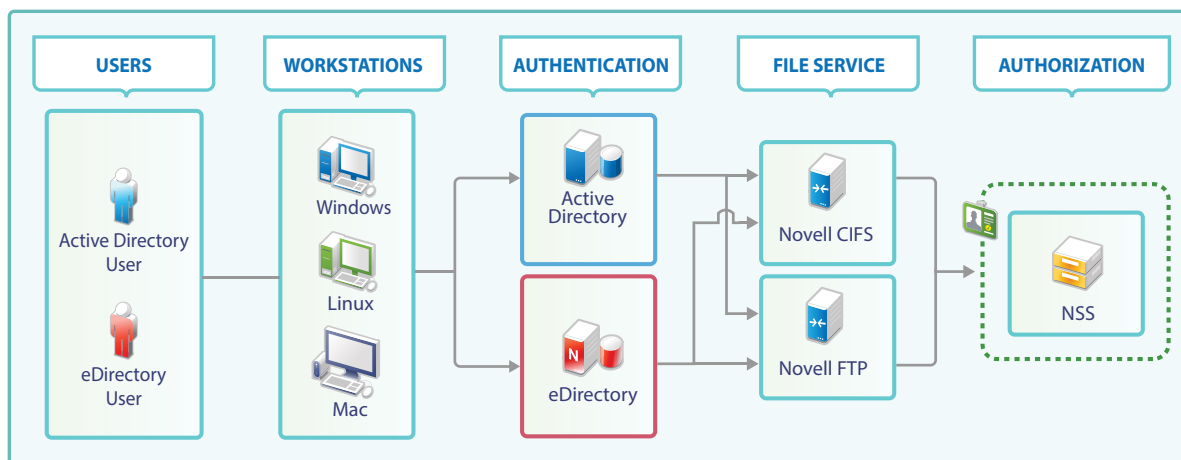 USERS
WORKSTATIONS
AUTHENTICATION
FILE SERVICE
AUTHORIZATION
Active Directory
User
eDirectory
User
Windows
Linux
Mac
Active
Directory
N
eDirectory
Novell CIFS
Novell FTP
NSS